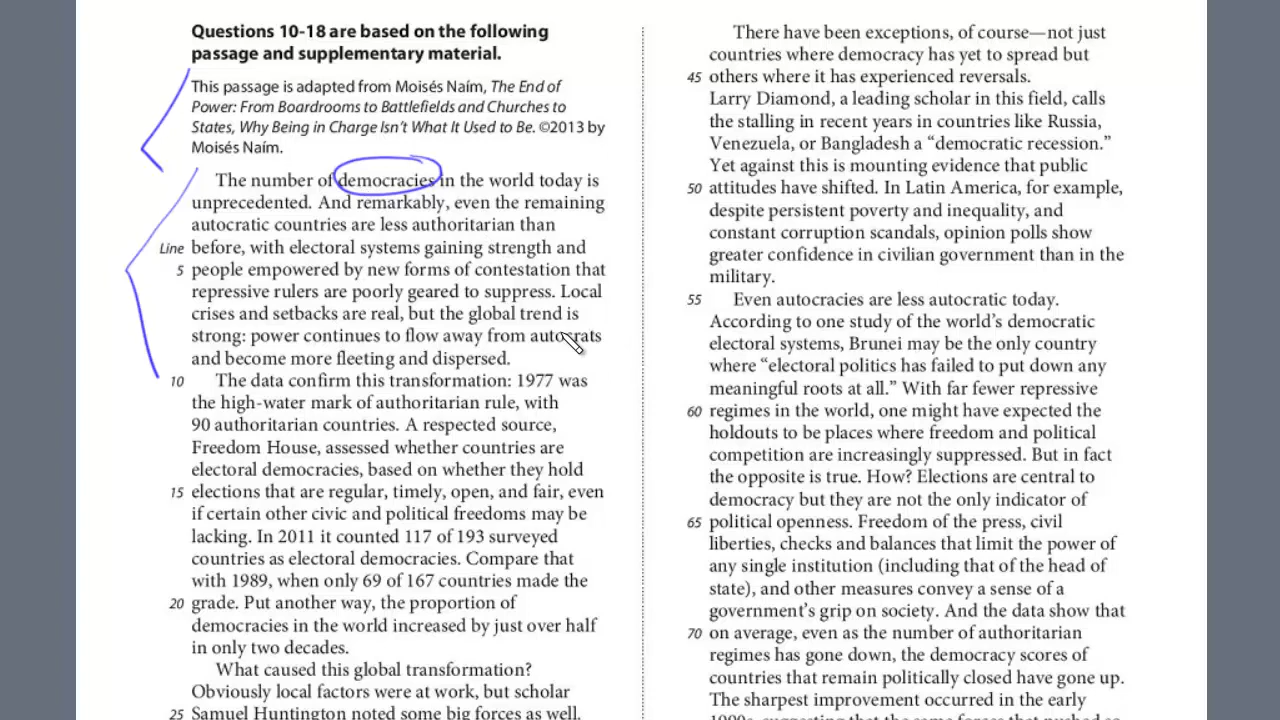 Questions 10-18 are based on the following
passage and supplementary material.
This passage is adapted from Moisés Naím, The End of
Power: From Boardrooms to Battlefields and Churches to
States, Why Being in Charge Isn't What It Used to Be. ©2013 by
Moisés Naím.
The number of democracies in the world today is
unprecedented. And remarkably, even the remaining
autocratic countries are less authoritarian than
Line before, with electoral systems gaining strength and
5 people empowered by new forms of contestation that
repressive rulers are poorly geared to suppress. Local
crises and setbacks are real, but the global trend is
strong: power continues to flow away from autocrats
and become more fleeting and dispersed.
10 The data confirm this transformation: 1977 was
the high-water mark of authoritarian rule, with
90 authoritarian countries. A respected source,
Freedom House, assessed whether countries are
electoral democracies, based on whether they hold
15 elections that are regular, timely, open, and fair, even
if certain other civic and political freedoms may be
lacking. In 2011 it counted 117 of 193 surveyed
countries as electoral democracies. Compare that
with 1989, when only 69 of 167 countries made the
20 grade. Put another way, the proportion of
democracies in the world increased by just over half
in only two decades.
What caused this global transformation?
Obviously local factors were at work, but scholar
25 Samuel Huntington noted some big forces as well.
There have been exceptions, of course—not just
countries where democracy has yet to spread but
45 others where it has experienced reversals.
Larry Diamond, a leading scholar in this field, calls
the stalling in recent years in countries like Russia,
Venezuela, or Bangladesh a “democratic recession.”
Yet against this is mounting evidence that public
50 attitudes have shifted. In Latin America, for example,
despite persistent poverty and inequality, and
constant corruption scandals, opinion polls show
greater confidence in civilian government than in the
military.
55 Even autocracies are less autocratic today.
According to one study of the world's democratic
electoral systems, Brunei may be the only country
where “electoral politics has failed to put down any
meaningful roots at all.” With far fewer repressive
60 regimes in the world, one might have expected the
holdouts to be places where freedom and political
competition are increasingly suppressed. But in fact
the opposite is true. How? Elections are central to
democracy but they are not the only indicator of
65 political openness. Freedom of the press, civil
liberties, checks and balances that limit the power of
any single institution (including that of the head of
state), and other measures convey a sense of a
government's grip on society. And the data show that
70 on average, even as the number of authoritarian
regimes has gone down, the democracy scores of
countries that remain politically closed have gone up.
The sharpest improvement occurred in the early